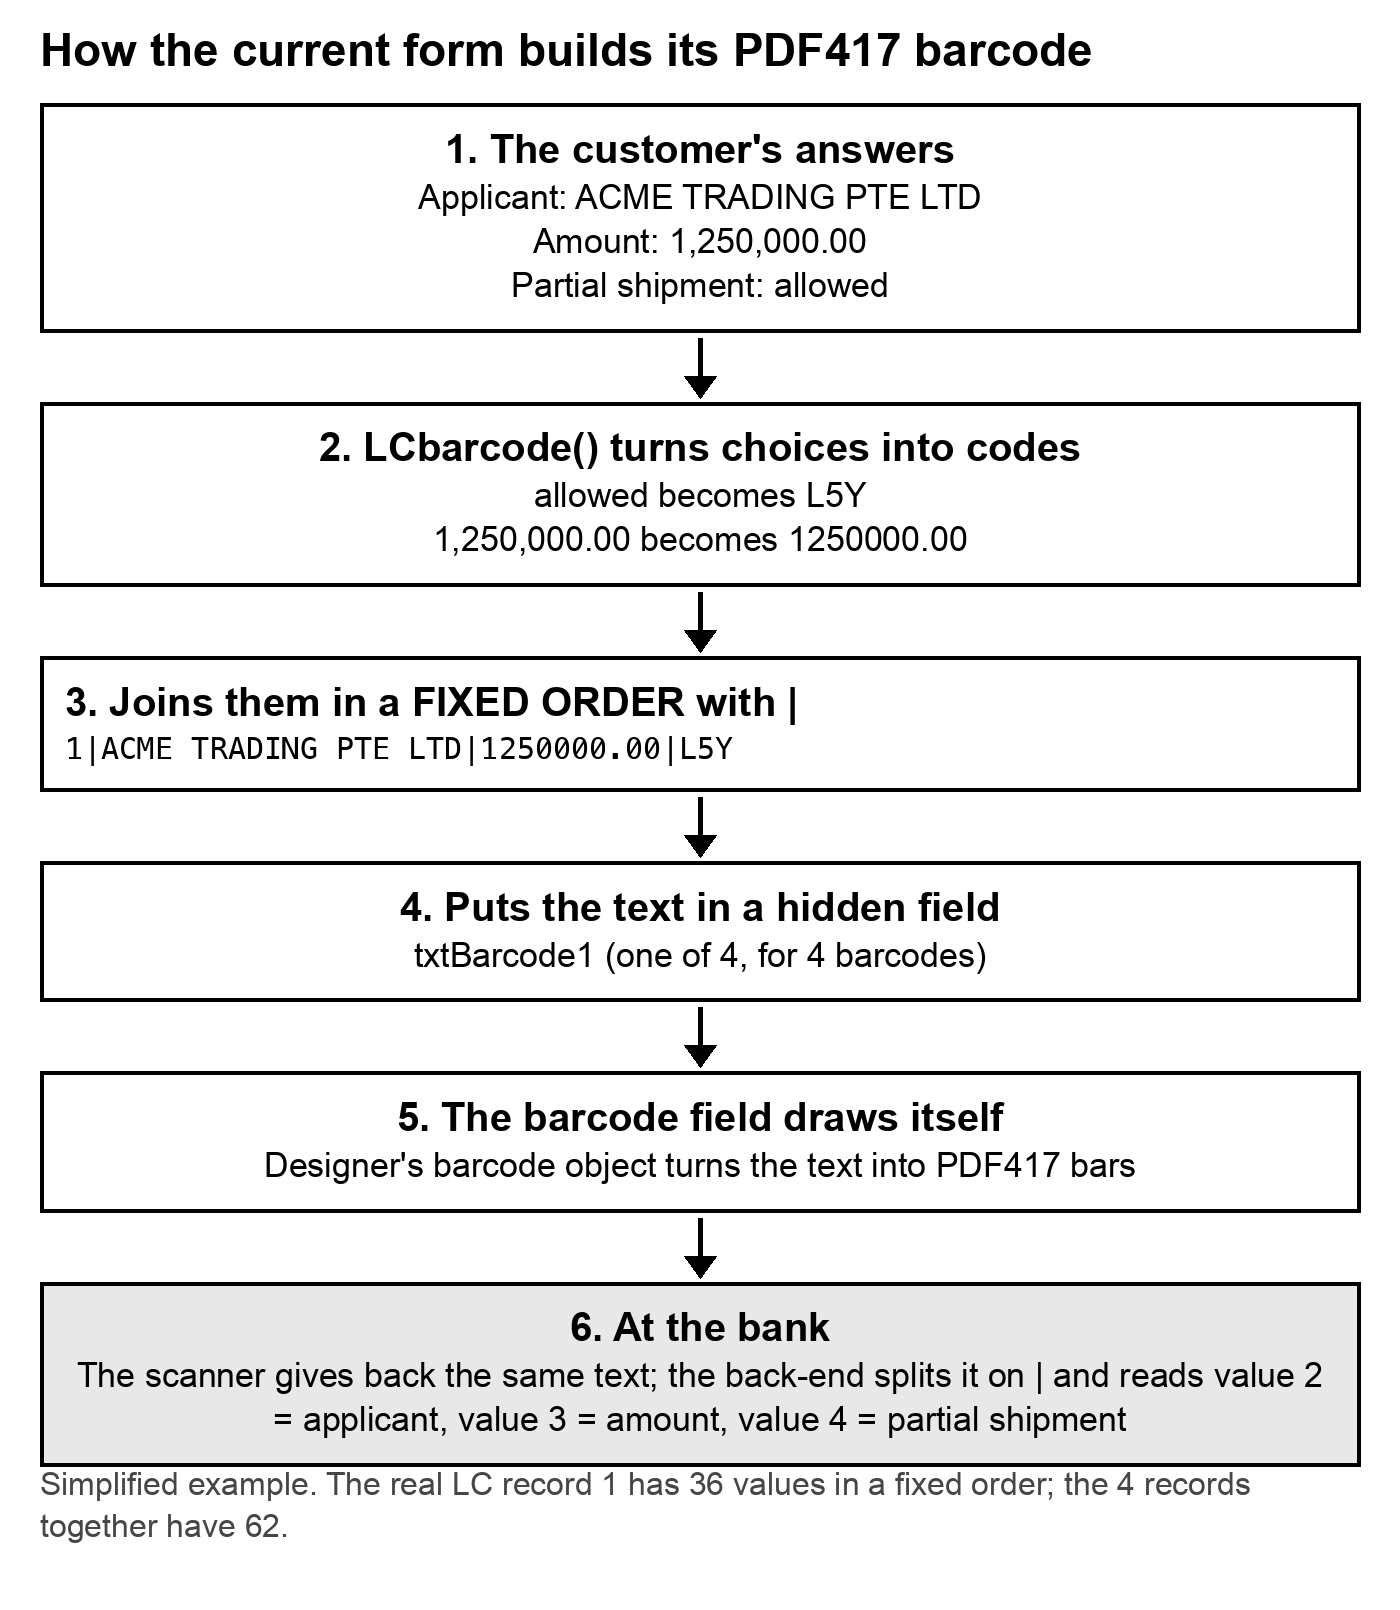 How the current form builds its PDF417 barcode
1. The customer's answers
Applicant: ACME TRADING PTE LTD
Amount: 1,250,000.00
Partial shipment: allowed
2. LCbarcode() turns choices into codes
allowed becomes L5Y
1,250,000.00 becomes 1250000.00
3. Joins them in a FIXED ORDER with |
1|ACME TRADING PTE LTD|1250000.00|L5Y
4. Puts the text in a hidden field
txtBarcode1 (one of 4, for 4 barcodes)
5. The barcode field draws itself
Designer's barcode object turns the text into PDF417 bars
6. At the bank
The scanner gives back the same text; the back-end splits it on | and reads value 2
= applicant, value 3 = amount, value 4 = partial shipment
Simplified example. The real LC record 1 has 36 values in a fixed order; the 4 records
together have 62.